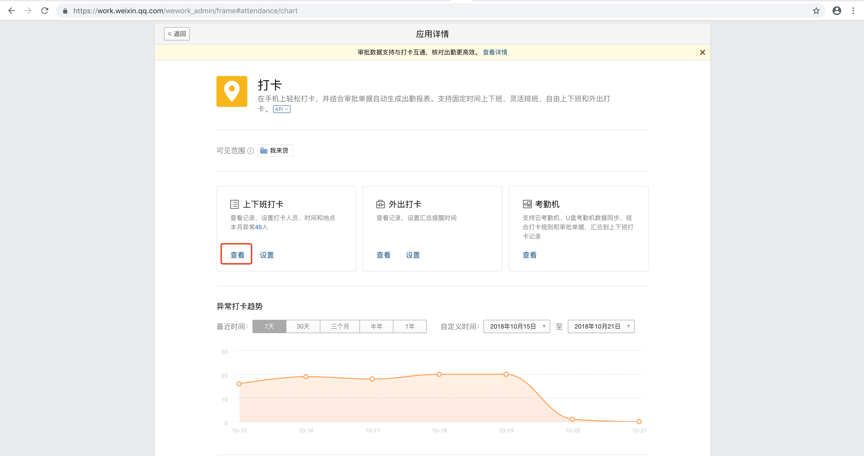 https://work.weixin.qq.com/wework_admin/frame#attendance/chart
« 返回
应用详情
审批数据支持与打卡互通，核对出勤更高效。 查看详情
打卡
在手机上轻松打卡，并结合审批单据自动生成出勤报表。支持固定时间上下班、灵活排班、自由上下班和外出打
卡。 API
可见范围 我来贷
上下班打卡
查看记录、设置打卡人员、时间和地点
本月异常45人
查看 设置
外出打卡
查看记录、设置汇总提醒时间
查看 设置
考勤机
支持云考勤机、U盘考勤机数据同步，结
合打卡规则和审批单据，汇总到上下班打
卡记录
查看
异常打卡趋势
最近时间： 7天 30天 三个月 半年 1年 自定义时间： 2018年10月15日 至 2018年10月21日
30
20
10
0
10-15 10-16 10-17 10-18 10-19 10-20 10-21